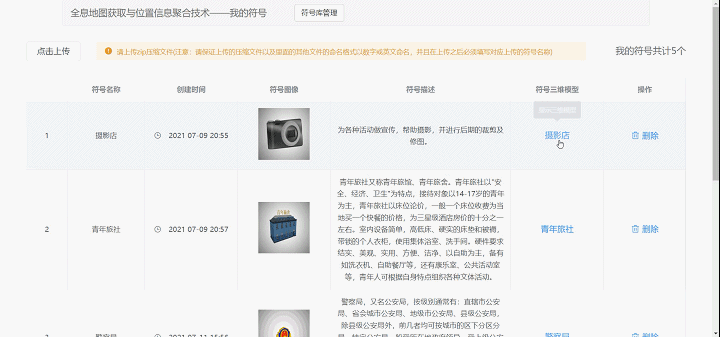 全息地图获取与位置信息聚合技术——我的符号
符号库管理
点击上传
请上传zip压缩文件(注意：请保证上传的压缩文件以及里面的其他文件的命名格式以数字或英文命名，并且在上传之后必须填写对应上传的符号名称)
我的符号共计5个
符号名称 创建时间 符号图像 符号描述 符号三维模型 操作
1 摄影店 2021 07-09 20:55
为各种活动做宣传，帮助摄影，并进行后期的裁剪及
修图。
摄影店 删除
2 青年旅社 2021 07-09 20:57
青年旅社又称青年旅馆、青年旅舍。青年旅社以"安
全、经济、卫生"为特点，接待对象以14-17岁的青年
为主，青年旅社以床位论价，一般一个床位收费为当
地买一个快餐的价格，为三星级酒店房价的十分之一
左右。室内设备简单，高低床、硬实的床垫和被褥，
带锁的个人衣柜，使用集体浴室、洗手间。硬件要求
结实、美观、实用、方便、洁净，以自助为主，备有
如洗衣机、自助餐厅等，还有康乐室、公共活动室
等，青年人可根据自身特点组织各种文体活动。
青年旅社 删除
警察局，又名公安局，按级别通常有：直辖市公安
局、省会城市公安局、地级市公安局、县级公安局，
除县级公安局外，前几者均可按城市的区下分区分